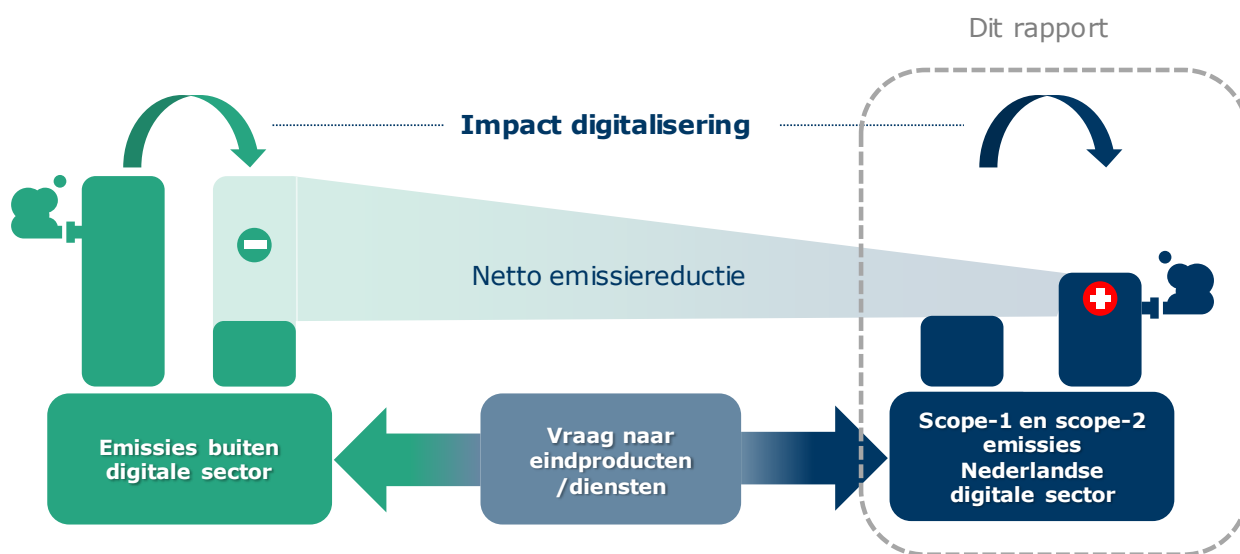 Dit rapport
Impact digitalisering
Netto emissiereductie
Emissies buiten
digitale sector
Vraag naar
eindproducten
/diensten
Scope-1 en scope-2
emissies
Nederlandse
digitale sector